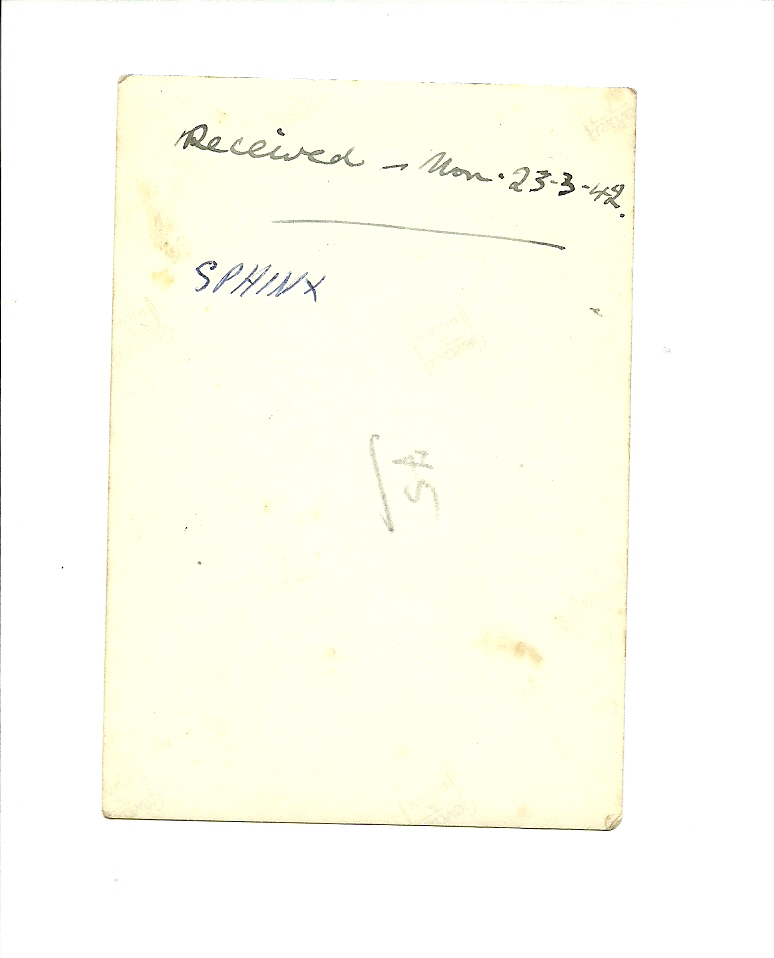 Received – Mon. 23-3-42.
SPHINX